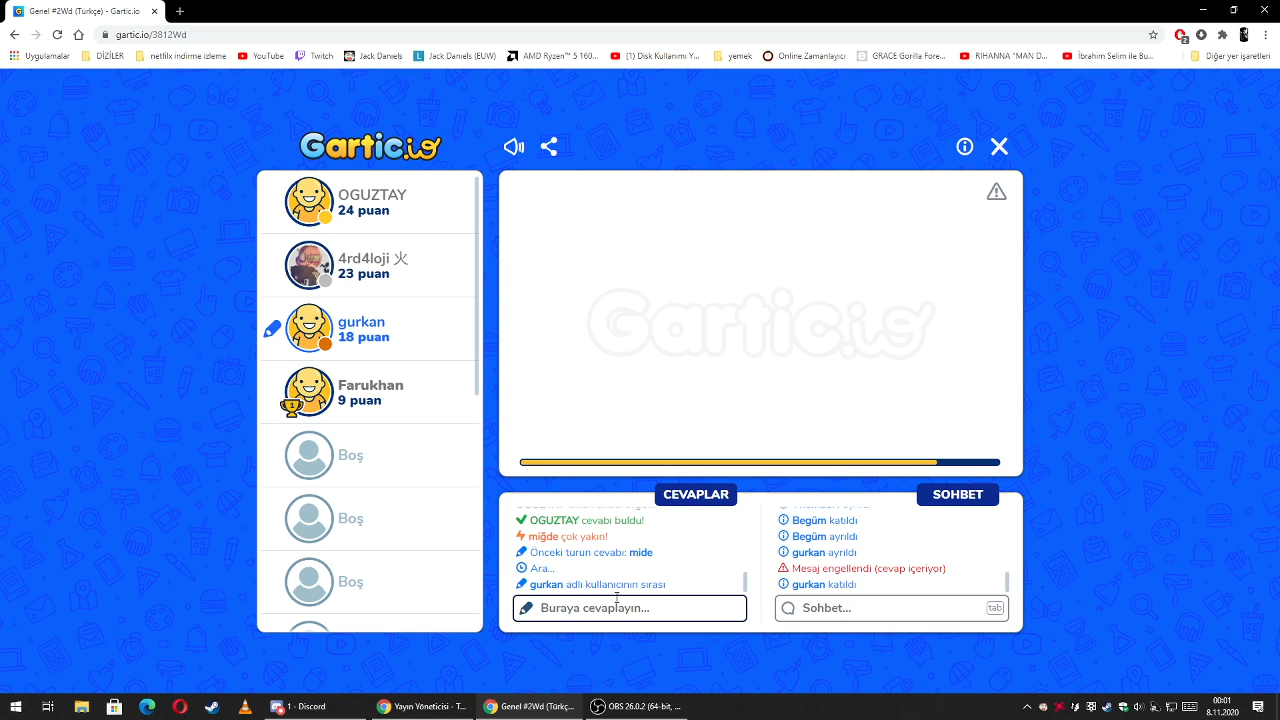 Genel #2Wd (Türkçe) - Gartic.io
gartic.io/3812Wd
Uygulamalar
DİZİLER
netflix indirme izleme
YouTube
Twitch
Jack Daniels
Jack Daniels (EUW)
AMD Ryzen™ 5 160...
(1) Disk Kullanımı Y...
yemek
Online Zamanlayıcı
GRACE Gorilla Fore...
RIHANNA "MAN D...
İbrahim Selim ile Bu...
Diğer yer işaretleri
Gartic.io
OGUZTAY
24 puan
4rd4loji 火
23 puan
gurkan
18 puan
1
Farukhan
9 puan
Boş
Boş
Boş
Gartic.io
CEVAPLAR
OGUZTAY cevabı buldu!
miğde çok yakın!
Önceki turun cevabı: mide
Ara...
gurkan adlı kullanıcının sırası
Buraya cevaplayın...
SOHBET
Begüm katıldı
Begüm ayrıldı
gurkan ayrıldı
Mesaj engellendi (cevap içeriyor)
gurkan katıldı
Sohbet...
tab
1 - Discord
Yayın Yöneticisi - T...
Genel #2Wd (Türkç...
OBS 26.0.2 (64-bit, ...
00:01
8.11.2020